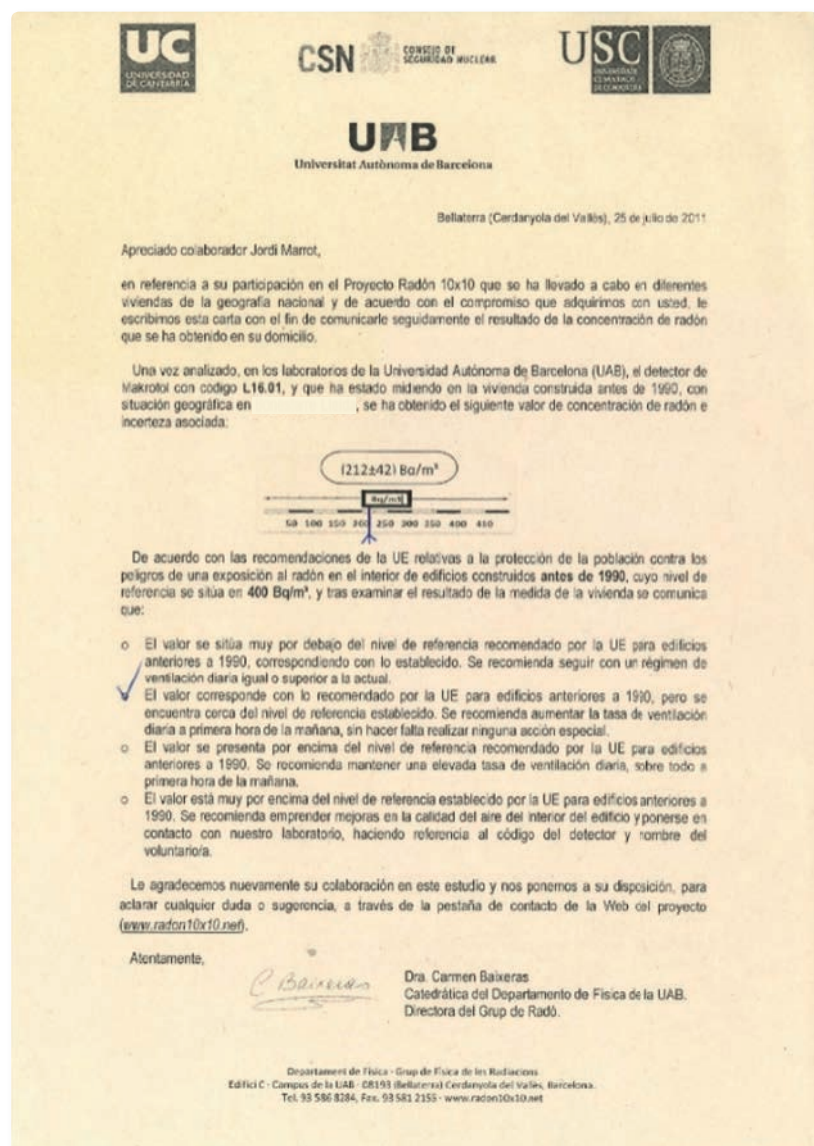 UC
UNIVERSIDAD
DE CANTABRIA
CSN
CONSEJO DE
SEGURIDAD NUCLEAR
USC
UAB
Universitat Autònoma de Barcelona
Bellaterra (Cerdanyola del Vallès), 25 de julio de 2011
Apreciado colaborador Jordi Marrot,
en referencia a su participación en el Proyecto Radón 10x10 que se ha llevado a cabo en diferentes
viviendas de la geografía nacional y de acuerdo con el compromiso que adquirimos con usted, le
escribimos esta carta con el fin de comunicarle seguidamente el resultado de la concentración de radón
que se ha obtenido en su domicilio.
Una vez analizado, en los laboratorios de la Universidad Autónoma de Barcelona (UAB), el detector de
Makrofol con codigo L16.01, y que ha estado midiendo en la vivienda construida antes de 1990, con
situación geográfica en , se ha obtenido el siguiente valor de concentración de radón e
incerteza asociada:
(212±42) Bq/m³
Bq/m3
50 100 150 200 250 300 350 400 450
De acuerdo con las recomendaciones de la UE relativas a la protección de la población contra los
peligros de una exposición al radón en el interior de edificios construidos antes de 1990, cuyo nivel de
referencia se sitúa en 400 Bq/m³, y tras examinar el resultado de la medida de la vivienda se comunica
que:
o El valor se sitúa muy por debajo del nivel de referencia recomendado por la UE para edificios
anteriores a 1990, correspondiendo con lo establecido. Se recomienda seguir con un régimen de
ventilación diaria igual o superior a la actual.
El valor corresponde con lo recomendado por la UE para edificios anteriores a 1990, pero se
encuentra cerca del nivel de referencia establecido. Se recomienda aumentar la tasa de ventilación
diaria a primera hora de la mañana, sin hacer falta realizar ninguna acción especial.
o El valor se presenta por encima del nivel de referencia recomendado por la UE para edificios
anteriores a 1990. Se recomienda mantener una elevada tasa de ventilación diaria, sobre todo a
primera hora de la mañana.
o El valor está muy por encima del nivel de referencia establecido por la UE para edificios anteriores a
1990. Se recomienda emprender mejoras en la calidad del aire del interior del edificio y ponerse en
contacto con nuestro laboratorio, haciendo referencia al código del detector y nombre del
voluntario/a.
Le agradecemos nuevamente su colaboración en este estudio y nos ponemos a su disposición, para
aclarar cualquier duda o sugerencia, a través de la pestaña de contacto de la Web del proyecto
(www.radon10x10.net).
Atentamente,
C Baixeras
Dra. Carmen Baixeras
Catedrática del Departamento de Física de la UAB.
Directora del Grup de Radó.
Departament de Física - Grup de Física de les Radiacions
Edifici C - Campus de la UAB - 08193 (Bellaterra) Cerdanyola del Vallès, Barcelona.
Tel. 93 586 8284, Fax. 93 581 2155 - www.radon10x10.net